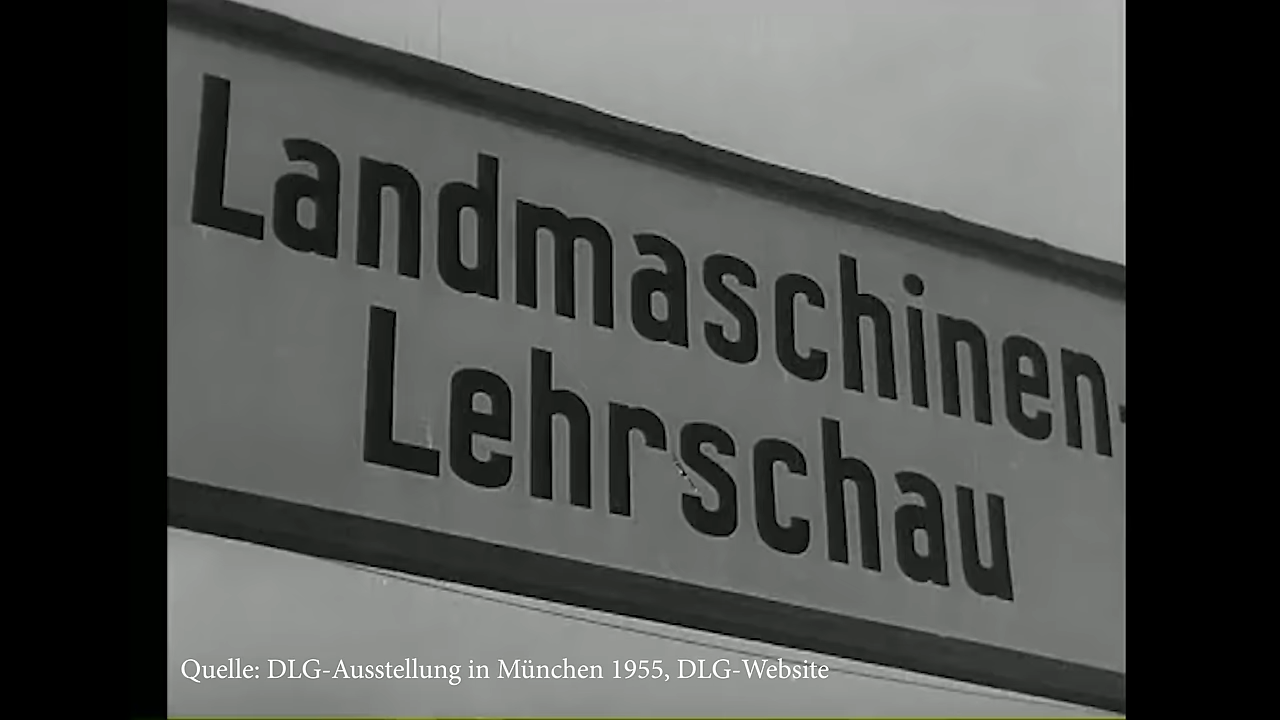 Landmaschinen-
Lehrschau
Quelle: DLG-Ausstellung in München 1955, DLG-Website